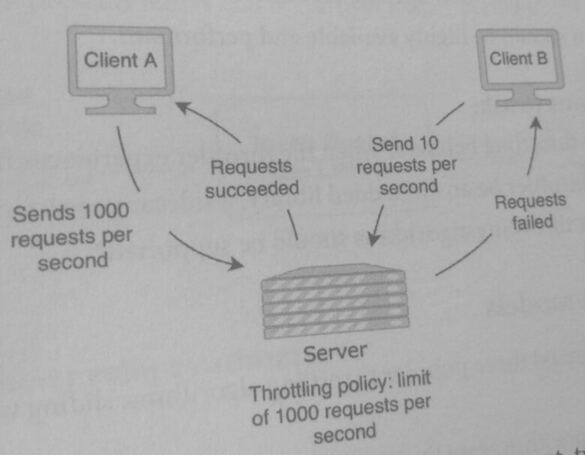 Client A
Client B
Requests
succeeded
Send 10
requests per
second
Sends 1000
requests per
second
Requests
failed
Server
Throttling policy: limit
of 1000 requests per
second